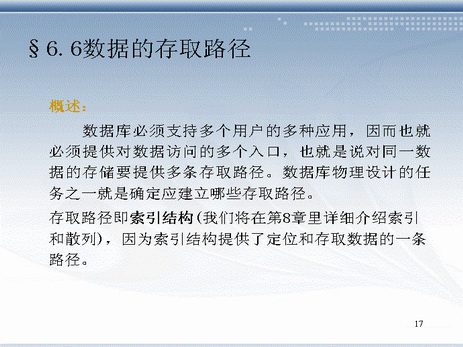 §6.6数据的存取路径
概述：
数据库必须支持多个用户的多种应用，因而也就
必须提供对数据访问的多个入口，也就是说对同一数
据的存储要提供多条存取路径。数据库物理设计的任
务之一就是确定应建立哪些存取路径。
存取路径即索引结构(我们将在第8章里详细介绍索引
和散列)，因为索引结构提供了定位和存取数据的一条
路径。
17